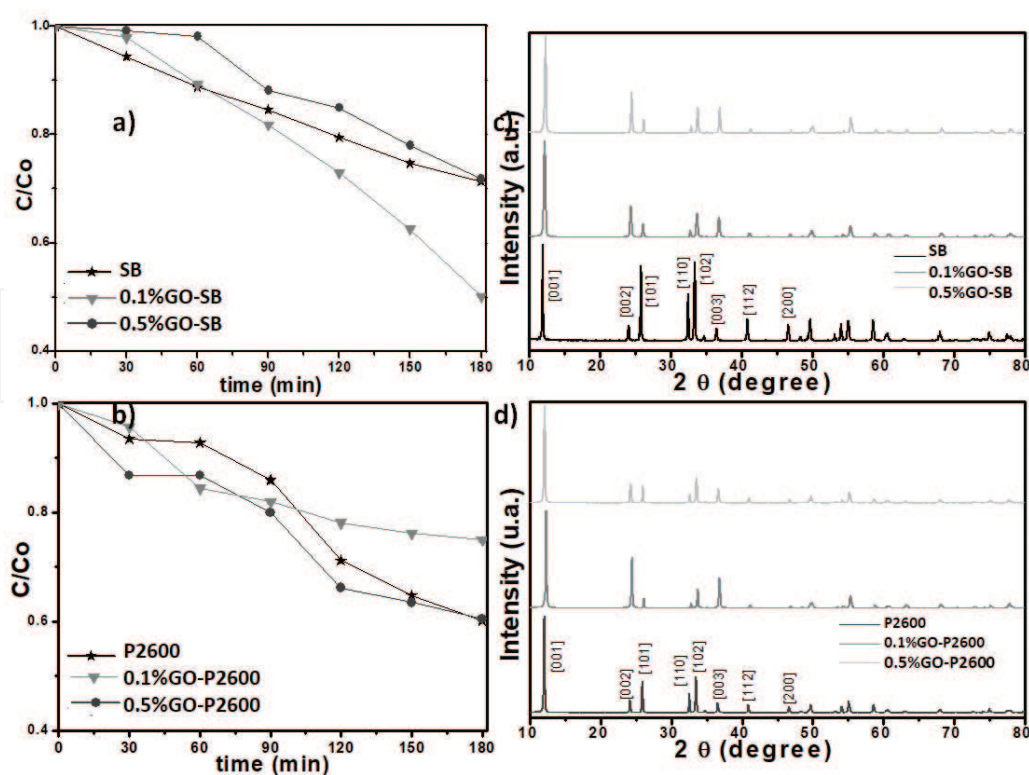 a)
1.0
0.8
0.6
0.4
C/Co
SB
0.1%GO-SB
0.5%GO-SB
0 30 60 90 120 150 180
time (min)
c)
Intensity (a.u.)
SB
0.1%GO-SB
0.5%GO-SB
[001]
[002]
[101]
[110]
[102]
[003]
[112]
[200]
10 20 30 40 50 60 70 80
2 θ (degree)
b)
1.0
0.8
0.6
0.4
C/Co
P2600
0.1%GO-P2600
0.5%GO-P2600
0 30 60 90 120 150 180
time (min)
d)
Intensity (u.a.)
P2600
0.1%GO-P2600
0.5%GO-P2600
[001]
[002]
[101]
[110]
[102]
[003]
[112]
[200]
10 20 30 40 50 60 70 80
2 θ (degree)